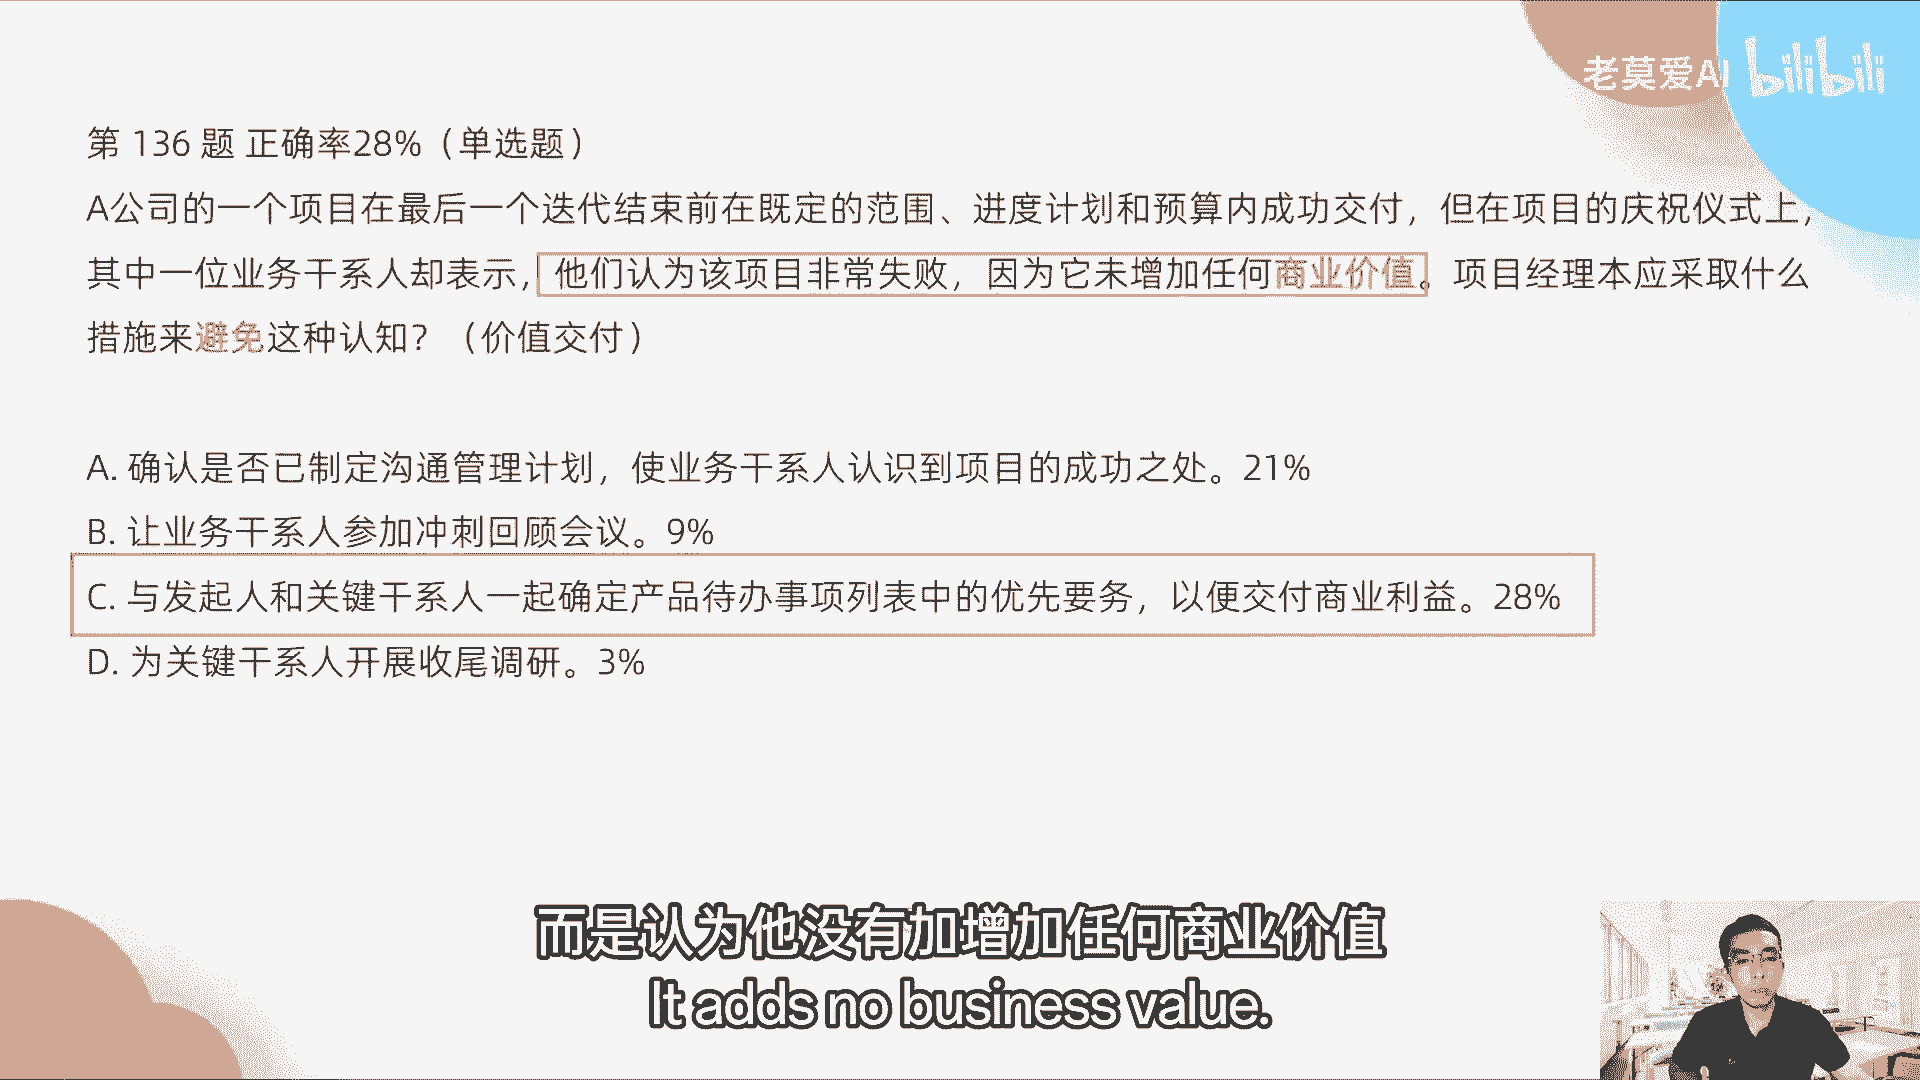 老莫爱AI bilibili
第 136 题 正确率28%（单选题）
A公司的一个项目在最后一个迭代结束前在既定的范围、进度计划和预算内成功交付，但在项目的庆祝仪式上，
其中一位业务干系人却表示，他们认为该项目非常失败，因为它未增加任何商业价值。项目经理本应采取什么
措施来避免这种认知？（价值交付）
A. 确认是否已制定沟通管理计划，使业务干系人认识到项目的成功之处。21%
B. 让业务干系人参加冲刺回顾会议。9%
C. 与发起人和关键干系人一起确定产品待办事项列表中的优先要务，以便交付商业利益。28%
D. 为关键干系人开展收尾调研。3%
而是认为他没有加增加任何商业价值
It adds no business value.